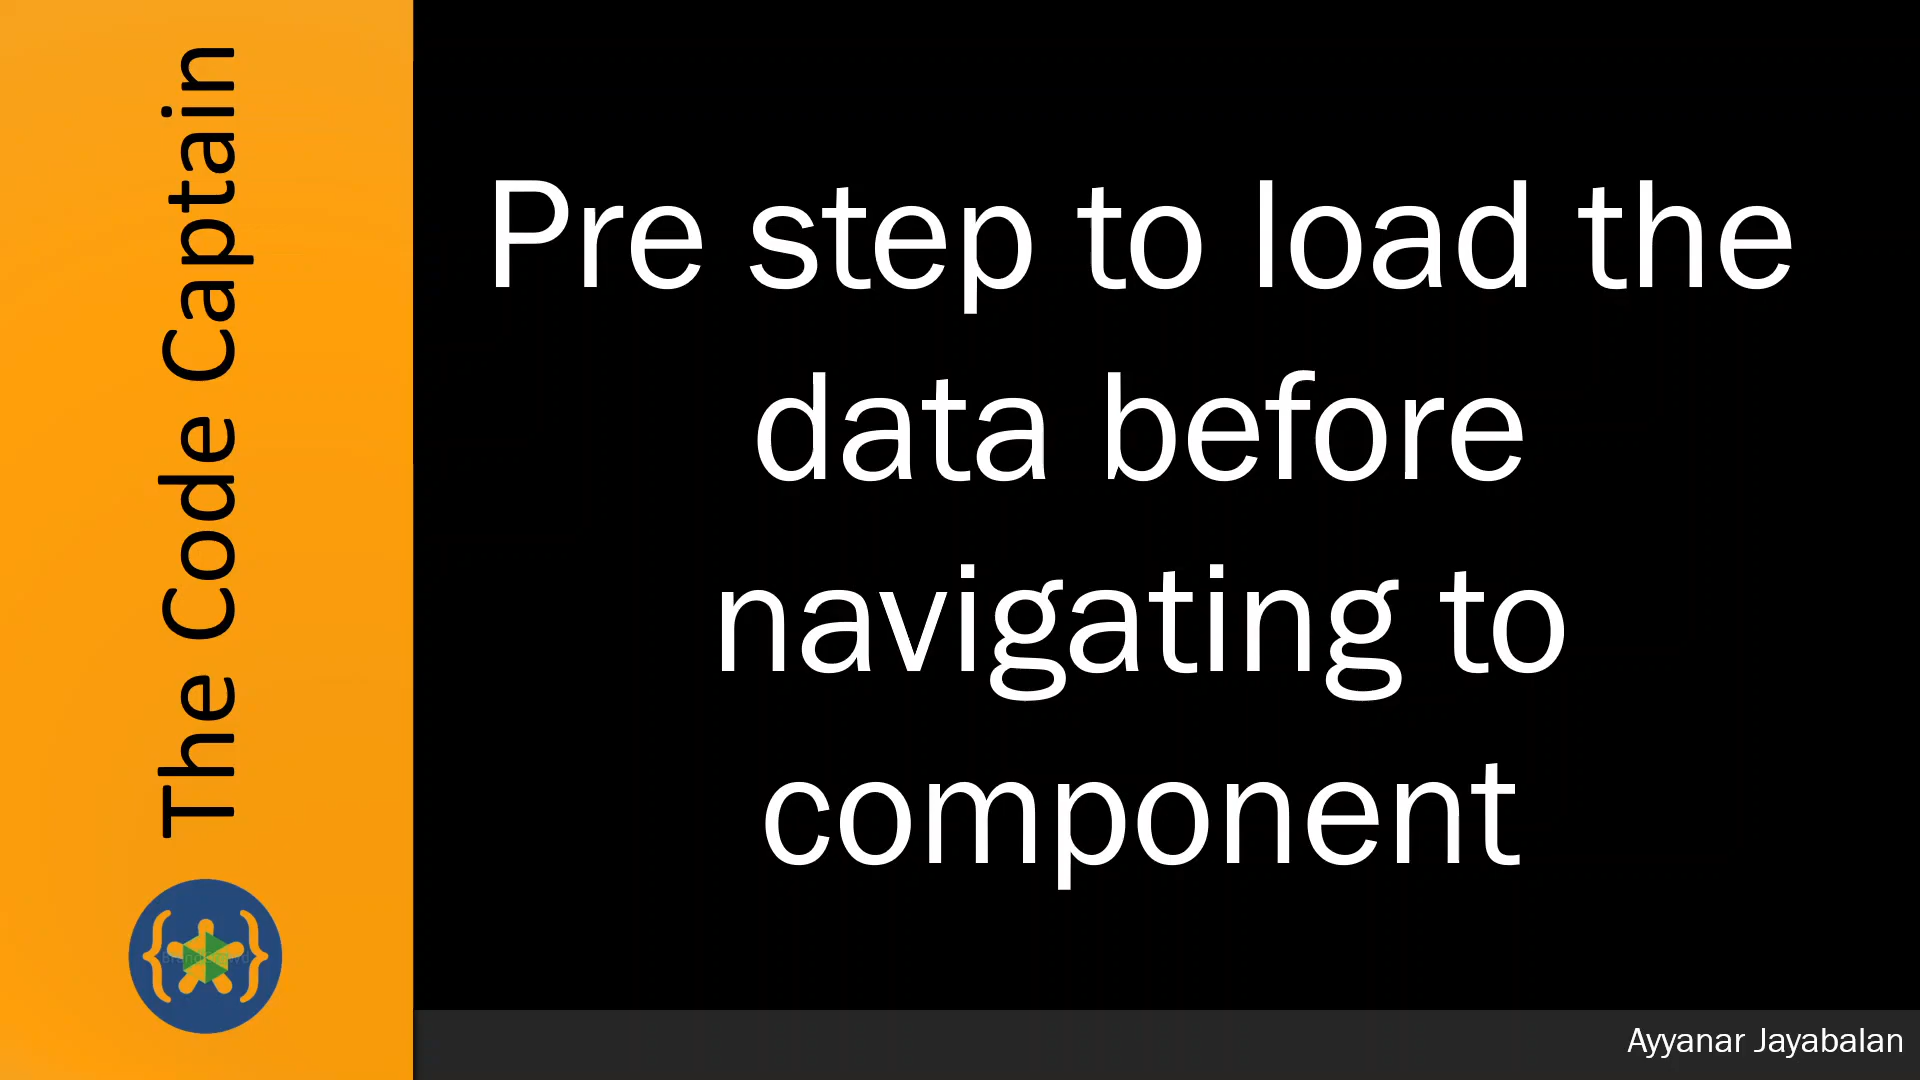 The Code Captain
Pre step to load the
data before
navigating to
component
Ayyanar Jayabalan